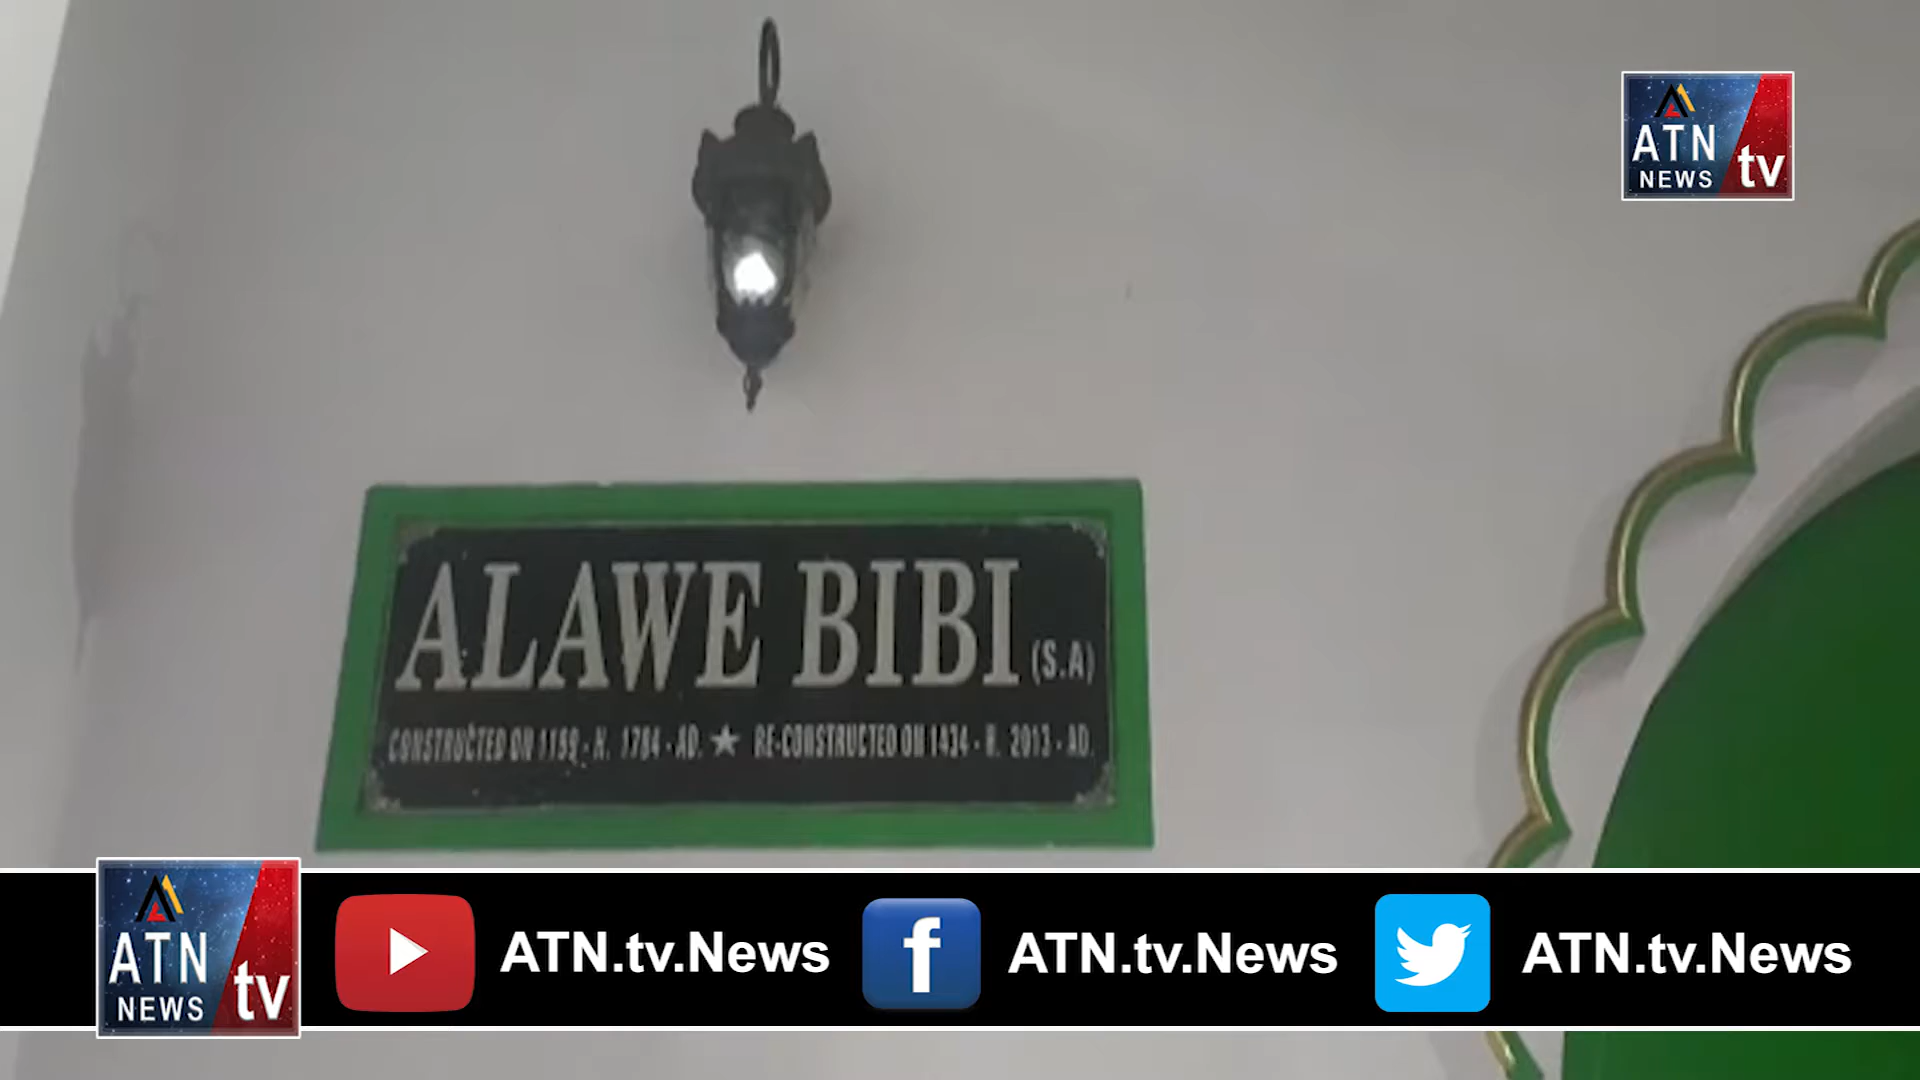 ATN
NEWS tv
ALAWE BIBI (S.A)
CONSTRUCTED ON 1159 - H. 1764 - AD. ★ RE-CONSTRUCTED ON 1434 - H. 2013 - AD.
ATN
NEWS tv
ATN.tv.News
ATN.tv.News
ATN.tv.News